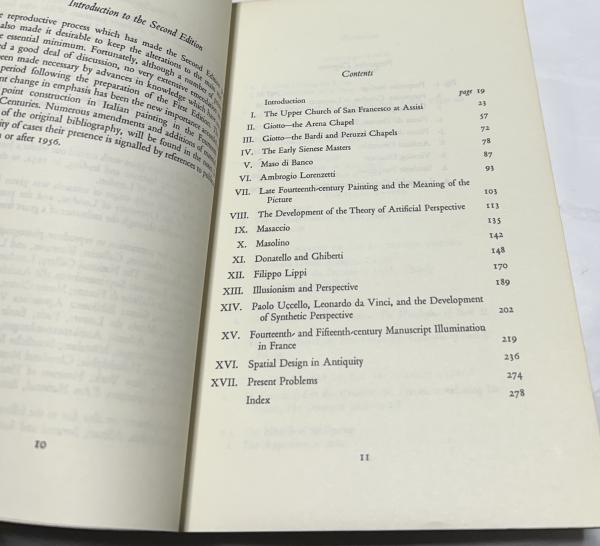 Introduction to the Second Edition
reproductive process which has made the Second
also made it desirable to keep the alterations to the
essential minimum. Fortunately, although a number of
a good deal of discussion, no very extensive
been made necessary by advances in knowledge
period following the preparation of the First Edition. The
change in emphasis has been the new importance
point construction in Italian painting in the Fourteenth
Centuries. Numerous amendments and additions
of the original bibliography, will be found in the
of cases their presence is signalled by references to
or after 1956.
10
Contents
page
Introduction 19
I. The Upper Church of San Francesco at Assisi 23
II. Giotto—the Arena Chapel 57
III. Giotto—the Bardi and Peruzzi Chapels 72
IV. The Early Sienese Masters 78
V. Maso di Banco 87
VI. Ambrogio Lorenzetti 93
VII. Late Fourteenth-century Painting and the Meaning of the
Picture 103
VIII. The Development of the Theory of Artificial Perspective 113
IX. Masaccio 135
X. Masolino 142
XI. Donatello and Ghiberti 148
XII. Filippo Lippi 170
XIII. Illusionism and Perspective 189
XIV. Paolo Uccello, Leonardo da Vinci, and the Development
of Synthetic Perspective 202
XV. Fourteenth- and Fifteenth-century Manuscript Illumination
in France 219
XVI. Spatial Design in Antiquity 236
XVII. Present Problems 274
Index 278
11